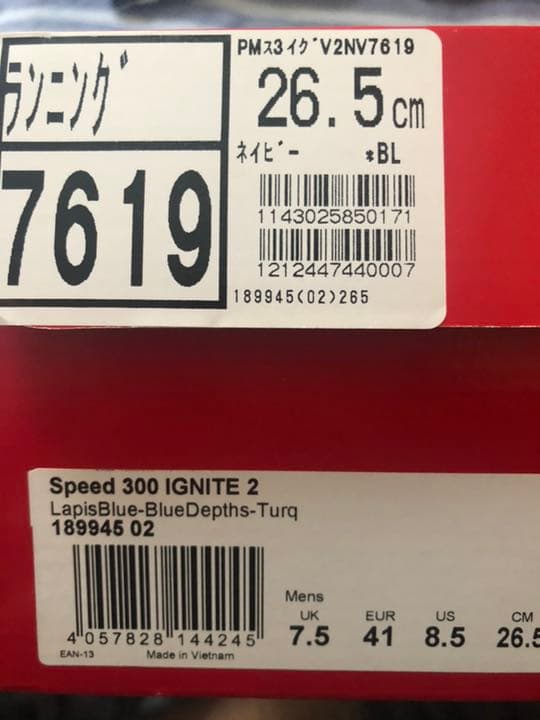 PMス3イグV2NV7619
ランニング
26.5cm
ネイビー *BL
7619
1143025850171
1212447440007
189945(02)265
Speed 300 IGNITE 2
LapisBlue-BlueDepths-Turq
189945 02
4 057828 144245
EAN-13 Made in Vietnam
Mens
UK EUR US CM
7.5 41 8.5 26.5